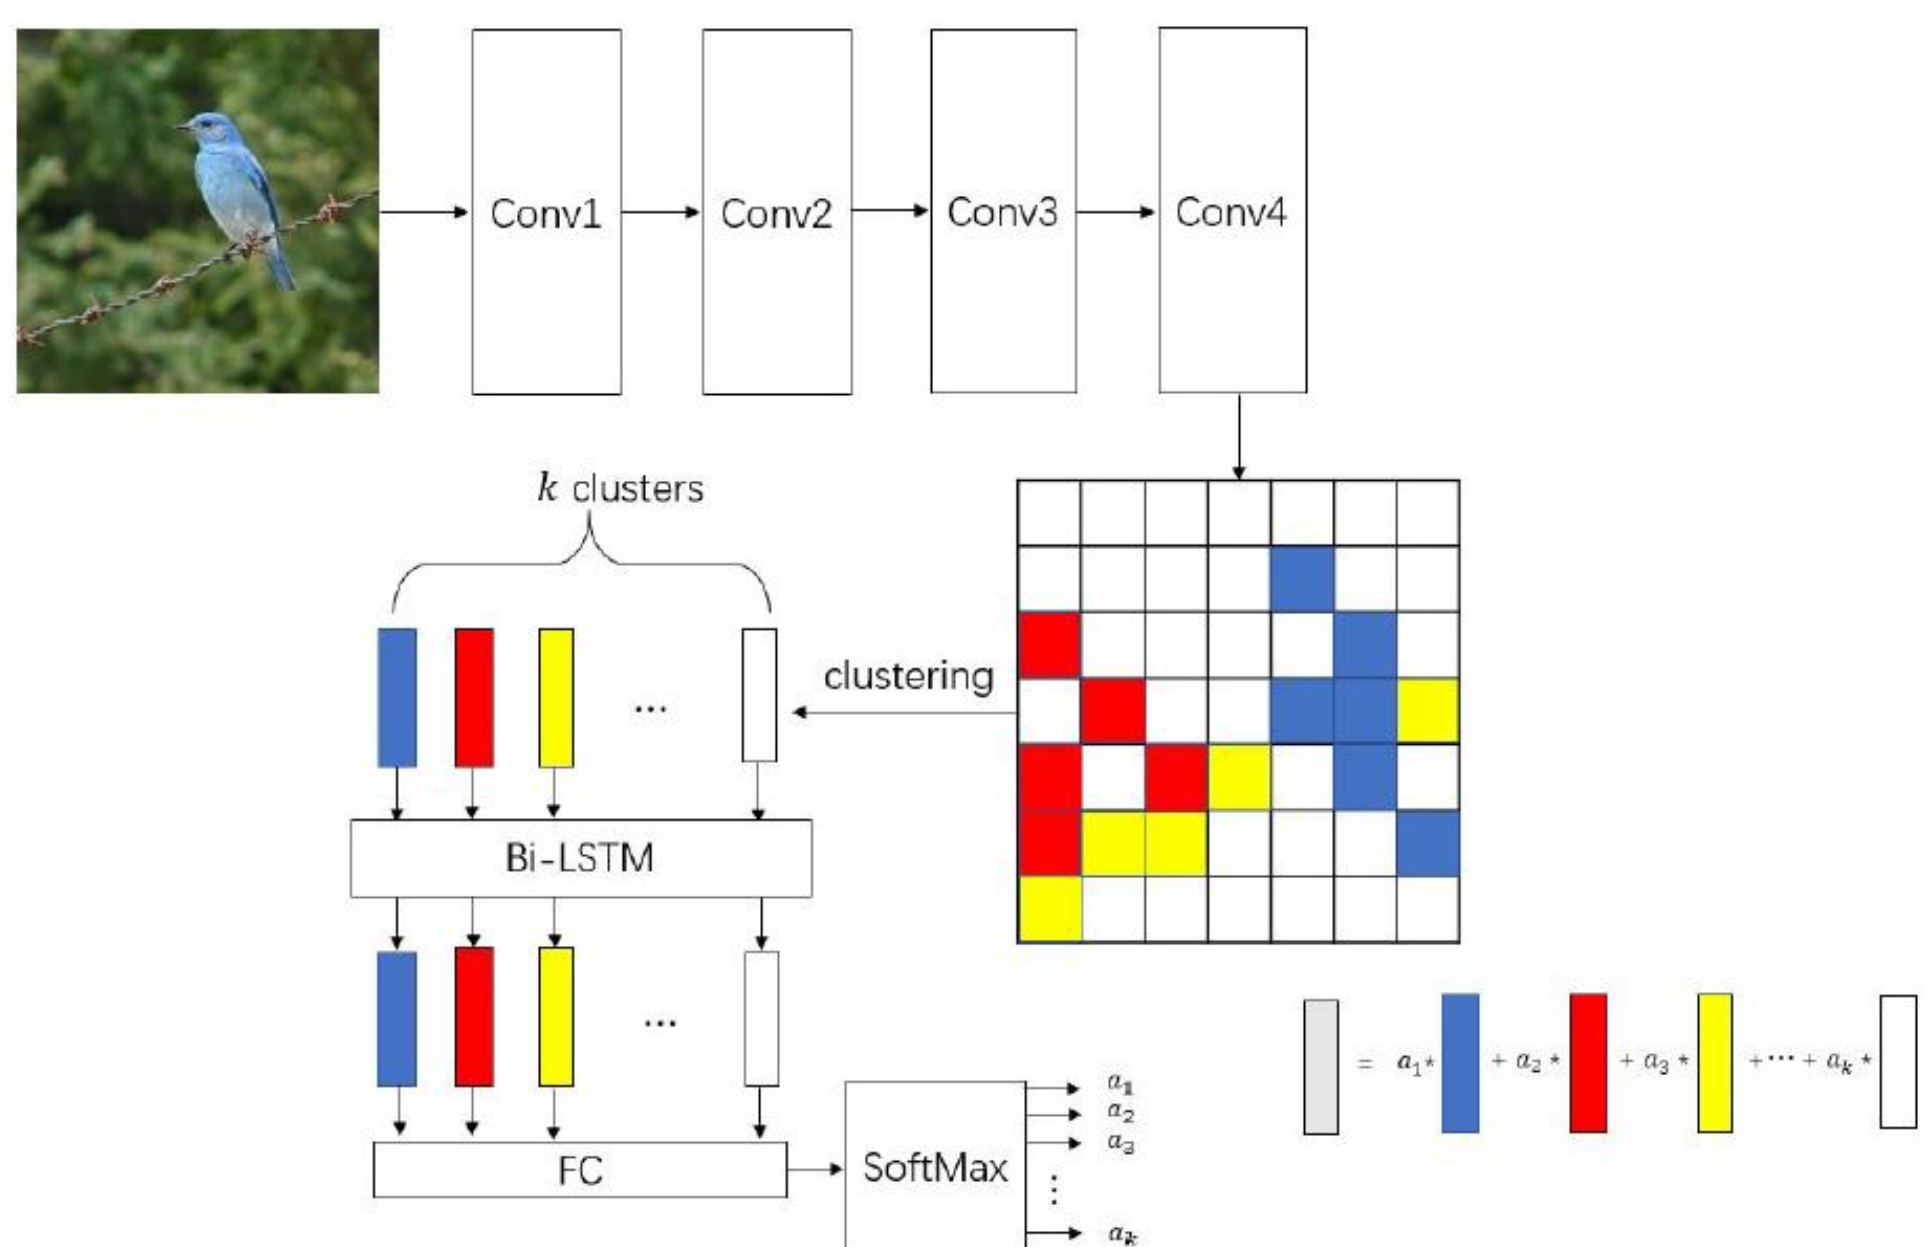 Conv1
Conv2
Conv3
Conv4
k clusters
clustering
...
Bi-LSTM
...
FC
SoftMax
a₁
a₂
a₃
⋮
aₖ
= a₁* + a₂* + a₃* +⋯+ aₖ*